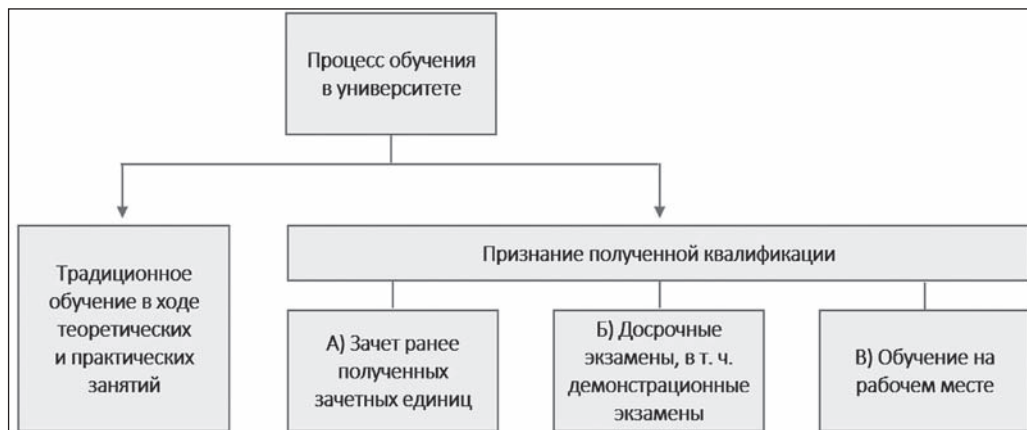 Процесс обучения
в университете
Традиционное
обучение в ходе
теоретических
и практических
занятий
Признание полученной квалификации
А) Зачет ранее
полученных
зачетных единиц
Б) Досрочные
экзамены, в т. ч.
демонстрационные
экзамены
В) Обучение на
рабочем месте